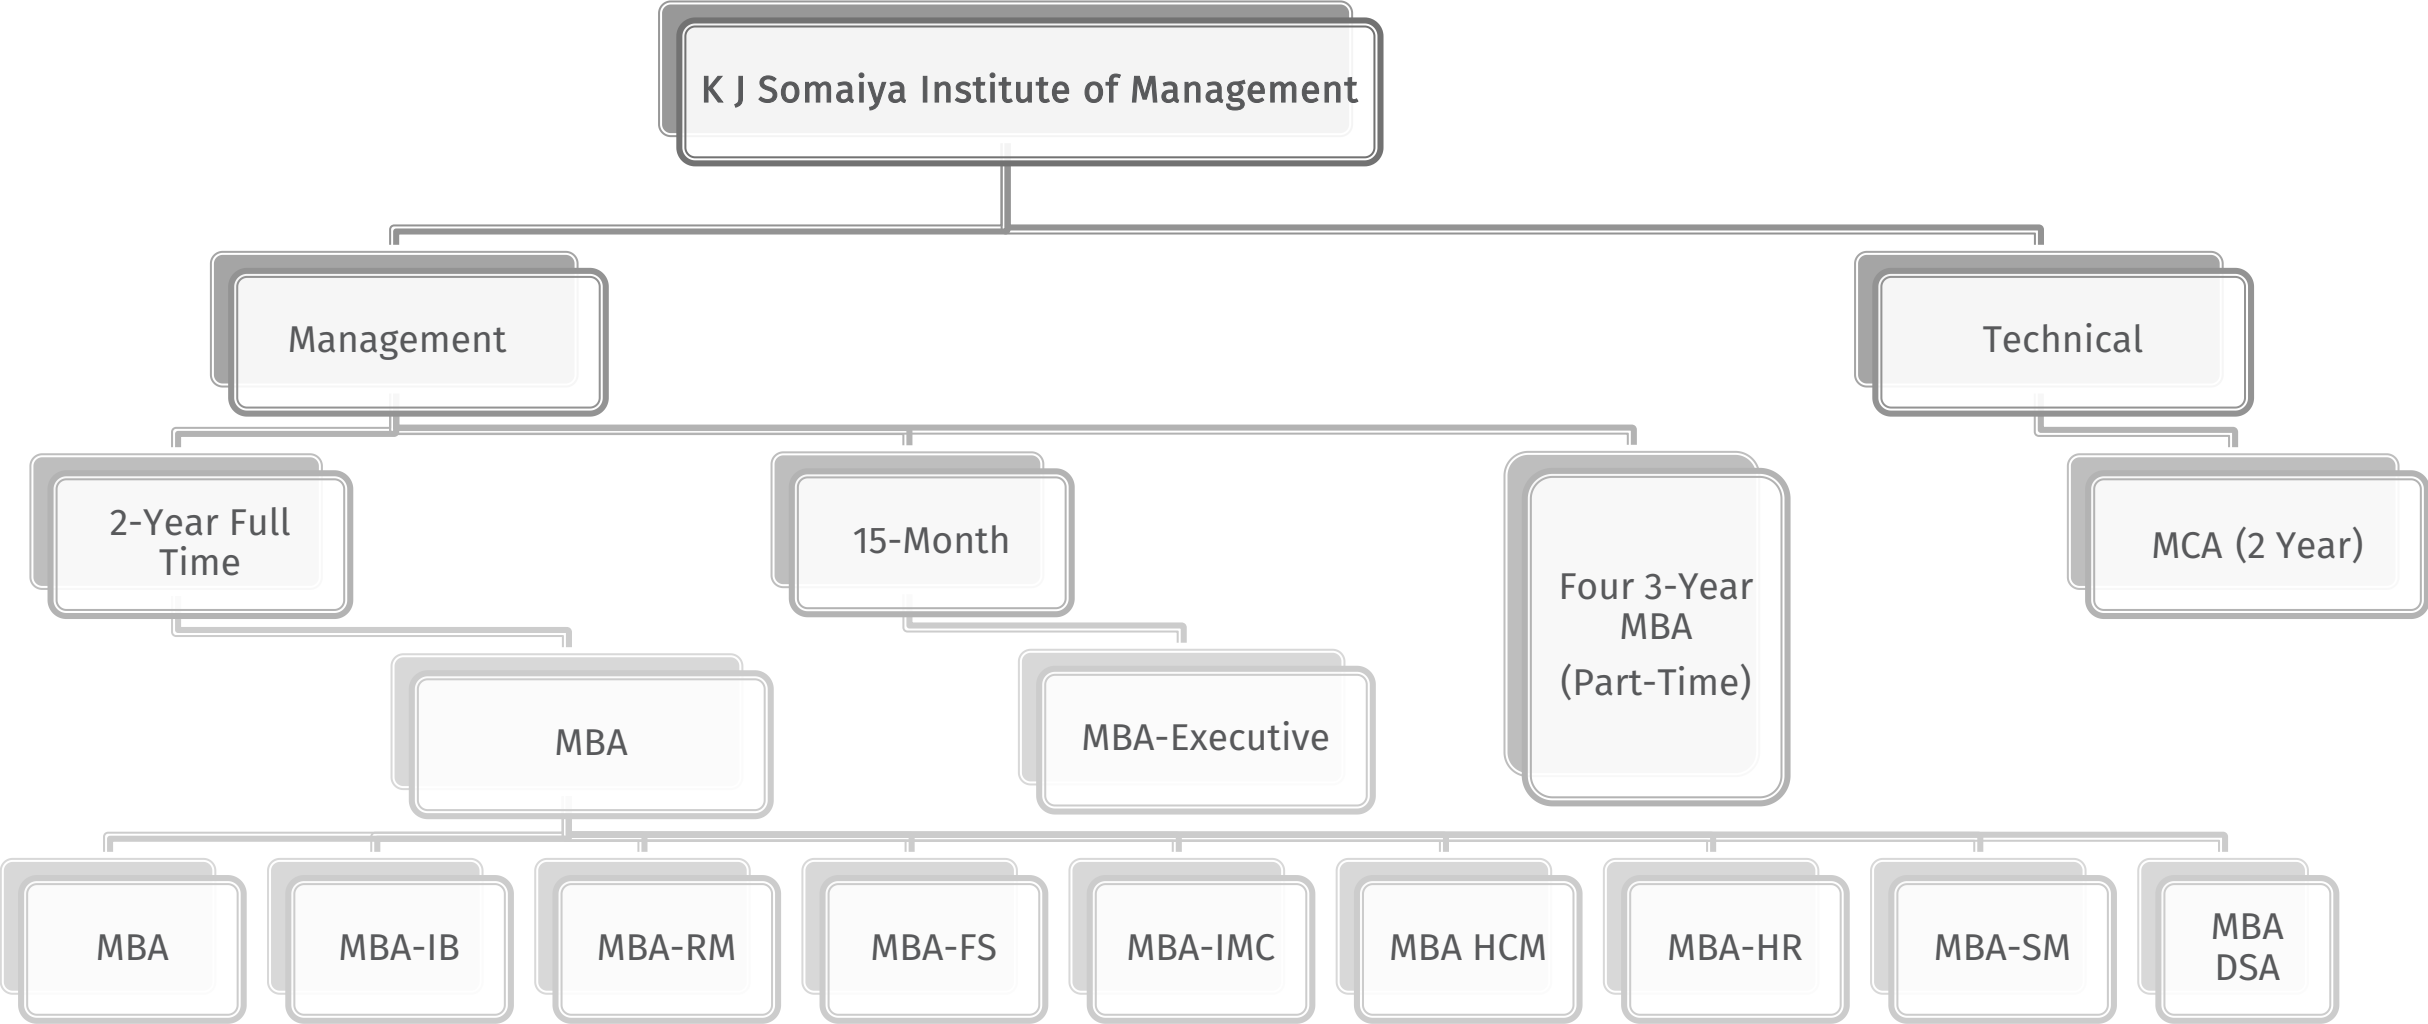 K J Somaiya Institute of Management
Management
Technical
2-Year Full
Time
15-Month
Four 3-Year
MBA
(Part-Time)
MCA (2 Year)
MBA
MBA-Executive
MBA
MBA-IB
MBA-RM
MBA-FS
MBA-IMC
MBA HCM
MBA-HR
MBA-SM
MBA
DSA